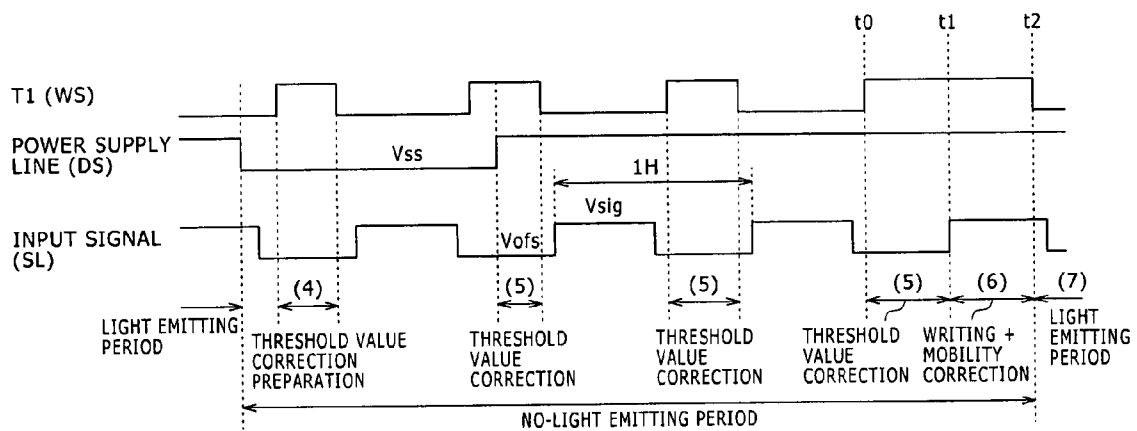 t0 t1 t2
T1 (WS)
POWER SUPPLY
LINE (DS)
Vss
1H
Vsig
INPUT SIGNAL
(SL)
Vofs
(4) (5) (5) (5) (6) (7)
LIGHT EMITTING
PERIOD
THRESHOLD VALUE
CORRECTION
PREPARATION
THRESHOLD
VALUE
CORRECTION
THRESHOLD
VALUE
CORRECTION
THRESHOLD
VALUE
CORRECTION
WRITING +
MOBILITY
CORRECTION
LIGHT
EMITTING
PERIOD
NO-LIGHT EMITTING PERIOD